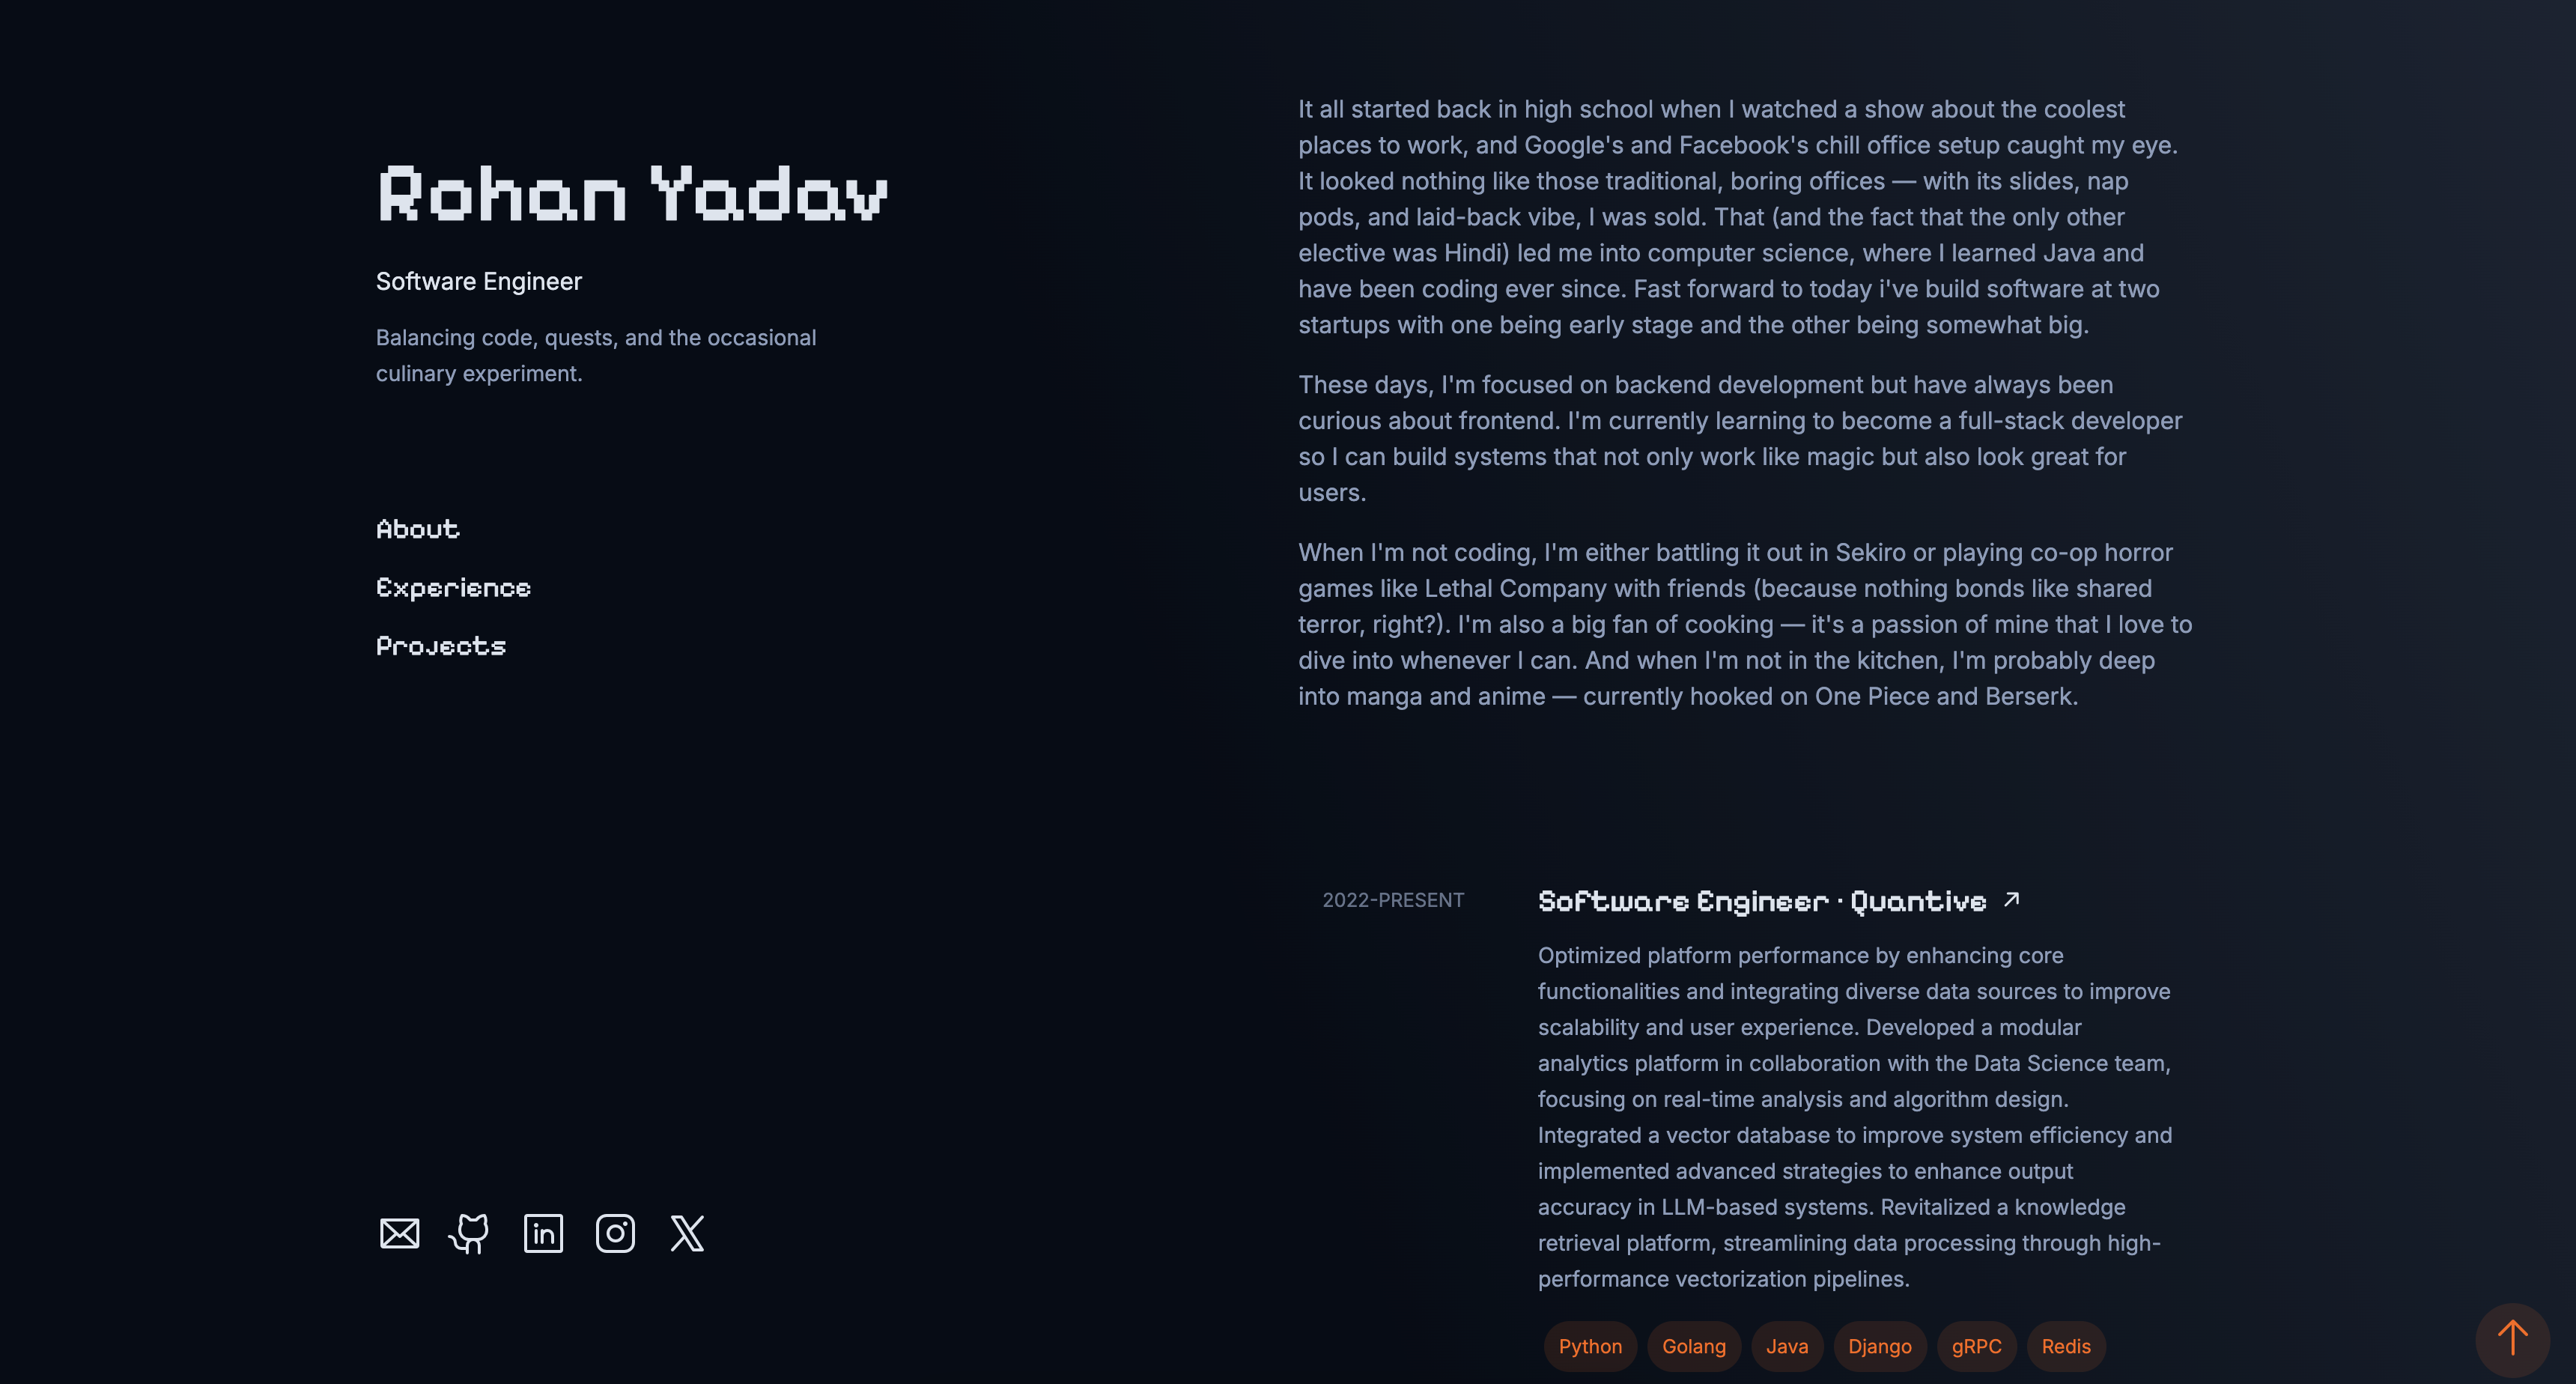 Rohan Yadav
Software Engineer
Balancing code, quests, and the occasional
culinary experiment.
About
Experience
Projects
It all started back in high school when I watched a show about the coolest
places to work, and Google's and Facebook's chill office setup caught my eye.
It looked nothing like those traditional, boring offices — with its slides, nap
pods, and laid-back vibe, I was sold. That (and the fact that the only other
elective was Hindi) led me into computer science, where I learned Java and
have been coding ever since. Fast forward to today i've build software at two
startups with one being early stage and the other being somewhat big.
These days, I'm focused on backend development but have always been
curious about frontend. I'm currently learning to become a full-stack developer
so I can build systems that not only work like magic but also look great for
users.
When I'm not coding, I'm either battling it out in Sekiro or playing co-op horror
games like Lethal Company with friends (because nothing bonds like shared
terror, right?). I'm also a big fan of cooking — it's a passion of mine that I love to
dive into whenever I can. And when I'm not in the kitchen, I'm probably deep
into manga and anime — currently hooked on One Piece and Berserk.
2022-PRESENT
Software Engineer · Quantive
Optimized platform performance by enhancing core
functionalities and integrating diverse data sources to improve
scalability and user experience. Developed a modular
analytics platform in collaboration with the Data Science team,
focusing on real-time analysis and algorithm design.
Integrated a vector database to improve system efficiency and
implemented advanced strategies to enhance output
accuracy in LLM-based systems. Revitalized a knowledge
retrieval platform, streamlining data processing through high-
performance vectorization pipelines.
Python Golang Java Django gRPC Redis